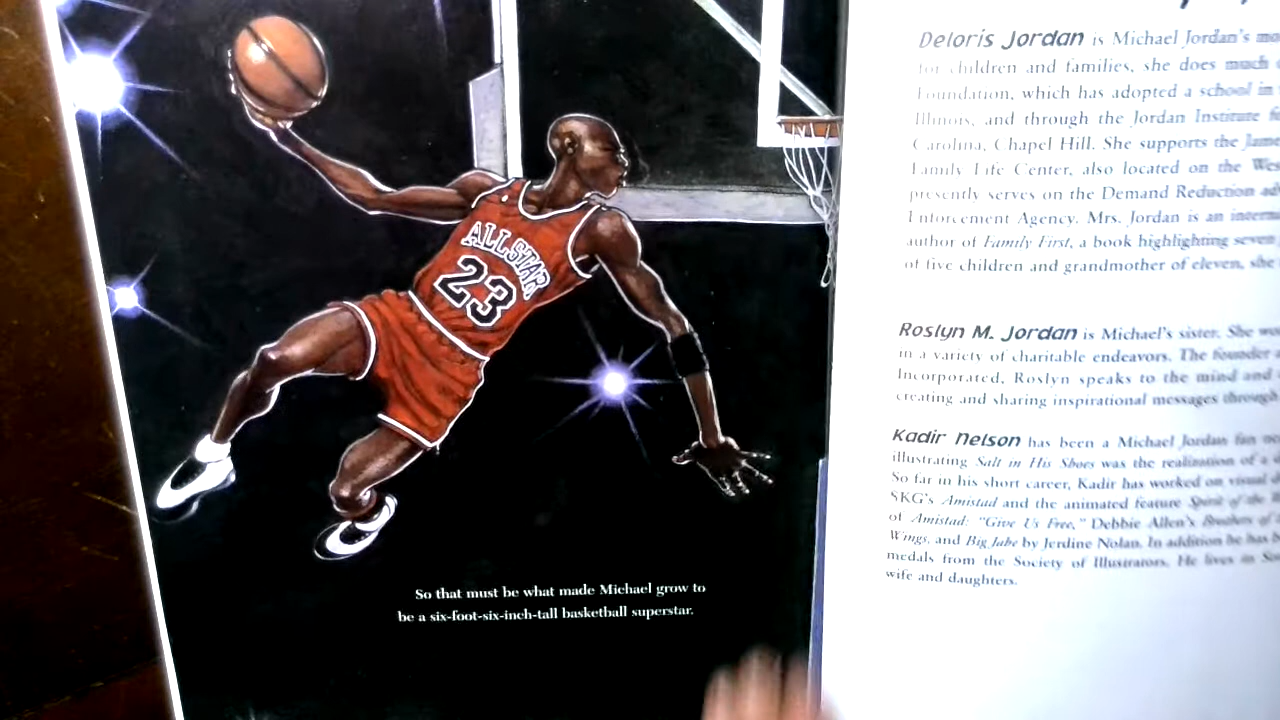 ALLSTAR
23
So that must be what made Michael grow to
be a six-foot-six-inch-tall basketball superstar.
Deloris Jordan is Michael Jordan's
for children and families, she does much
Foundation, which has adopted a school in
Illinois, and through the Jordan Institute
Carolina, Chapel Hill. She supports the
Family Life Center, also located on the
presently serves on the Demand Reduction
Enforcement Agency. Mrs. Jordan is an
author of Family First, a book highlighting seven
of five children and grandmother of eleven, she
Roslyn M. Jordan is Michael's sister. She
in a variety of charitable endeavors. The founder
Incorporated, Roslyn speaks to the mind and
creating and sharing inspirational messages through
Kadir Nelson has been a Michael Jordan fan
illustrating Salt in His Shoes was the realization of a
So far in his short career, Kadir has worked on visual
SKG's Amistad and the animated feature Spirit of the
of Amistad: "Give Us Free," Debbie Allen's Brothers of
Wings, and Big Jabe by Jerdine Nolan. In addition he has
medals from the Society of Illustrators. He lives in
wife and daughters.